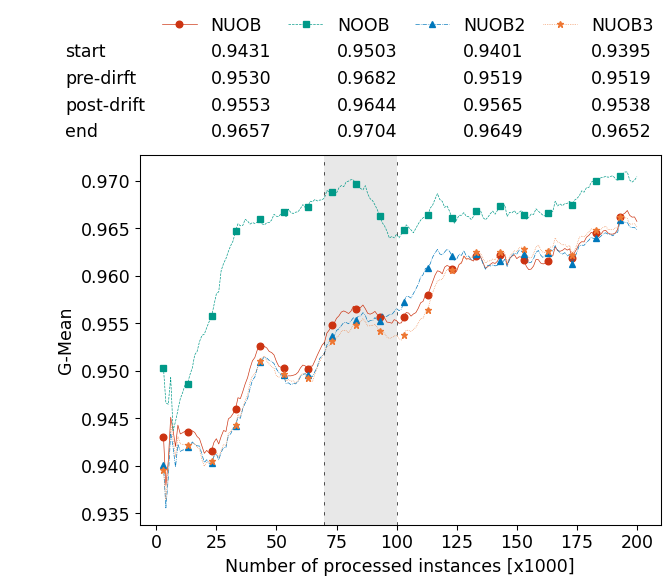 NUOB NOOB NUOB2 NUOB3
start 0.9431 0.9503 0.9401 0.9395
pre-dirft 0.9530 0.9682 0.9519 0.9519
post-drift 0.9553 0.9644 0.9565 0.9538
end 0.9657 0.9704 0.9649 0.9652
0.970
0.965
0.960
0.955
0.950
0.945
0.940
0.935
G-Mean
0 25 50 75 100 125 150 175 200
Number of processed instances [x1000]